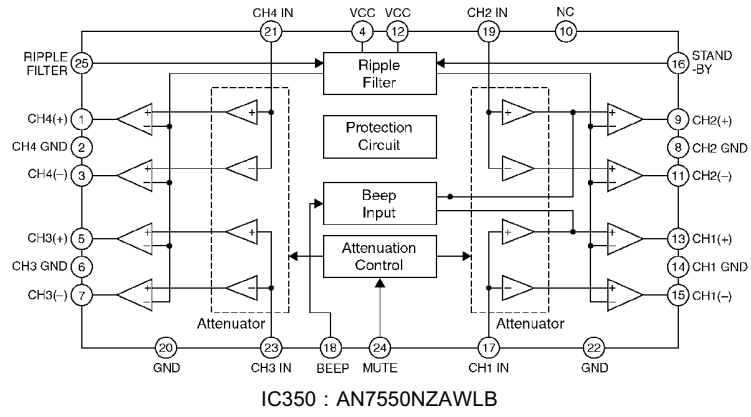 CH4 IN
VCC
VCC
CH2 IN
NC
21
4
12
19
10
RIPPLE
FILTER
25
Ripple
Filter
16
STAND
-BY
CH4(+)
1
+
−
+
+
+
−
9
CH2(+)
CH4 GND
2
Protection
Circuit
8
CH2 GND
CH4(−)
3
+
−
−
−
+
−
11
CH2(−)
Beep
Input
CH3(+)
5
+
−
+
+
+
−
13
CH1(+)
CH3 GND
6
Attenuation
Control
14
CH1 GND
CH3(−)
7
+
−
−
−
+
−
15
CH1(−)
Attenuator
Attenuator
20
23
18
24
17
22
GND
CH3 IN
BEEP
MUTE
CH1 IN
GND
IC350 : AN7550NZAWLB